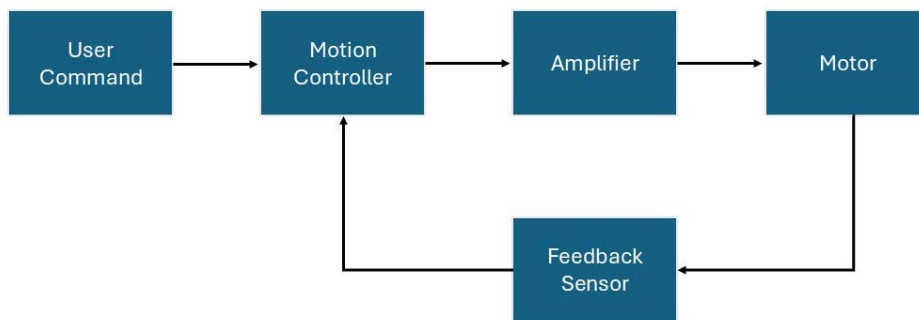 User
Command
Motion
Controller
Amplifier
Motor
Feedback
Sensor